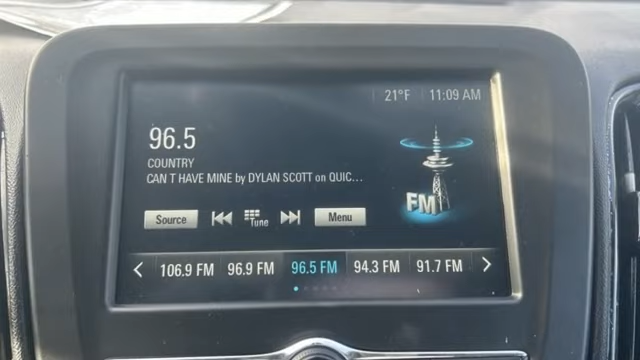 21°F 11:09 AM
96.5
COUNTRY
CAN T HAVE MINE by DYLAN SCOTT on QUIC...
FM
Source Tune Menu
106.9 FM 96.9 FM 96.5 FM 94.3 FM 91.7 FM